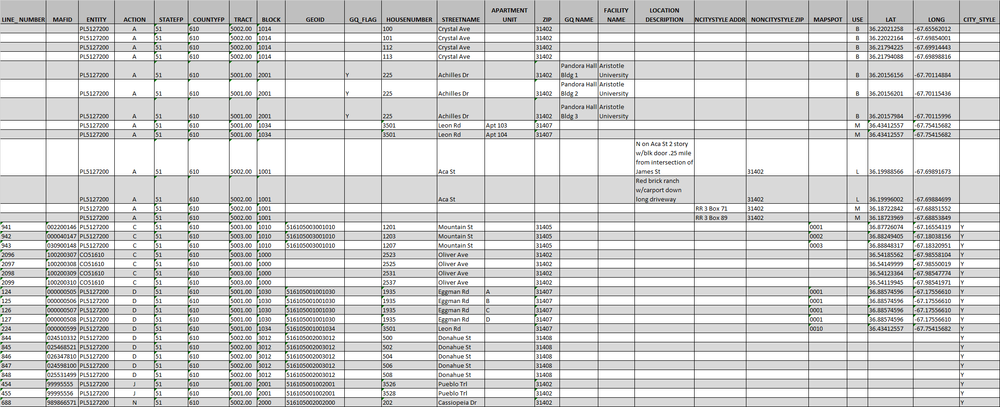 LINE_ NUMBER MAFID ENTITY ACTION STATEFP COUNTYFP TRACT BLOCK GEOID GQ_FLAG HOUSENUMBER STREETNAME APARTMENT UNIT ZIP GQ NAME FACILITY NAME LOCATION DESCRIPTION NCITYSTYLE ADDR NONCITYSTYLE ZIP MAPSPOT USE LAT LONG CITY_STYLE
PL5127200 A 51 610 5002.00 1014 100 Crystal Ave 31402 B 36.22021258 -67.65562012
PL5127200 A 51 610 5002.00 1014 101 Crystal Ave 31402 B 36.22022164 -67.69854001
PL5127200 A 51 610 5002.00 1014 112 Crystal Ave 31402 B 36.21794225 -67.69914443
PL5127200 A 51 610 5002.00 1014 113 Crystal Ave 31402 B 36.21794088 -67.69898816
PL5127200 A 51 610 5001.00 2001 Y 225 Achilles Dr 31402 Pandora Hall Bldg 1 Aristotle University B 36.20156156 -67.70114884
PL5127200 A 51 610 5001.00 2001 Y 225 Achilles Dr 31402 Pandora Hall Bldg 2 Aristotle University B 36.20156201 -67.70115436
PL5127200 A 51 610 5001.00 2001 Y 225 Achilles Dr 31402 Pandora Hall Bldg 3 Aristotle University B 36.20157984 -67.70115996
PL5127200 A 51 610 5001.00 1034 3501 Leon Rd Apt 103 31407 M 36.43412557 -67.75415682
PL5127200 A 51 610 5001.00 1034 3501 Leon Rd Apt 104 31407 M 36.43412557 -67.75415682
PL5127200 A 51 610 5002.00 1001 Aca St N on Aca St 2 story w/blk door .25 mile from intersection of James St 31402 L 36.19988566 -67.69891673
PL5127200 A 51 610 5002.00 1001 Aca St Red brick ranch w/carport down long driveway 31402 L 36.19996002 -67.69884699
PL5127200 A 51 610 5002.00 1001 RR 3 Box 71 31402 M 36.18722842 -67.68851552
PL5127200 A 51 610 5002.00 1001 RR 3 Box 89 31402 M 36.18723969 -67.68853849
941 002200146 PL5127200 C 51 610 5003.00 1010 516105003001010 1201 Mountain St 31405 0001 36.87726074 -67.16554319 Y
942 000040147 PL5127200 C 51 610 5003.00 1010 516105003001010 1203 Mountain St 31405 0002 36.88249405 -67.18038156 Y
943 030900148 PL5127200 C 51 610 5003.00 1010 516105003001010 1207 Mountain St 31405 0003 36.88848317 -67.18320951 Y
2096 100200307 CO51610 C 51 610 5003.00 1000 2523 Oliver Ave 31402 36.54185562 -67.98558104 Y
2097 100200308 CO51610 C 51 610 5003.00 1000 2525 Oliver Ave 31402 36.54149999 -67.98550019 Y
2098 100200309 CO51610 C 51 610 5003.00 1000 2531 Oliver Ave 31402 36.54123364 -67.98547774 Y
2099 100200310 CO51610 C 51 610 5003.00 1000 2537 Oliver Ave 31402 36.54119945 -67.98541971 Y
124 000000505 PL5127200 D 51 610 5001.00 1030 516105001001030 1935 Eggman Rd A 31407 0001 36.88574596 -67.17556610 Y
125 000000506 PL5127200 D 51 610 5001.00 1030 516105001001030 1935 Eggman Rd B 31407 0001 36.88574596 -67.17556610 Y
126 000000507 PL5127200 D 51 610 5001.00 1030 516105001001030 1935 Eggman Rd C 31407 0001 36.88574596 -67.17556610 Y
127 000000508 PL5127200 D 51 610 5001.00 1030 516105001001030 1935 Eggman Rd D 31407 0001 36.88574596 -67.17556610 Y
224 000000599 PL5127200 D 51 610 5001.00 1034 516105001001034 3501 Leon Rd 31407 0010 36.43412557 -67.75415682 Y
844 024510332 PL5127200 D 51 610 5002.00 3012 516105002003012 500 Donahue St 31408 Y
845 025468521 PL5127200 D 51 610 5002.00 3012 516105002003012 502 Donahue St 31408 Y
846 026347810 PL5127200 D 51 610 5002.00 3012 516105002003012 504 Donahue St 31408 Y
847 024598100 PL5127200 D 51 610 5002.00 3012 516105002003012 506 Donahue St 31408 Y
848 025531499 PL5127200 D 51 610 5002.00 3012 516105002003012 508 Donahue St 31408 Y
454 99995555 PL5127200 J 51 610 5001.00 2001 516105001002001 3526 Pueblo Trl 31402 Y
455 99995556 PL5127200 J 51 610 5001.00 2001 516105001002001 3528 Pueblo Trl 31402 Y
688 989866571 PL5127200 N 51 610 5002.00 2000 516105002002000 202 Cassiopeia Dr 31402 Y